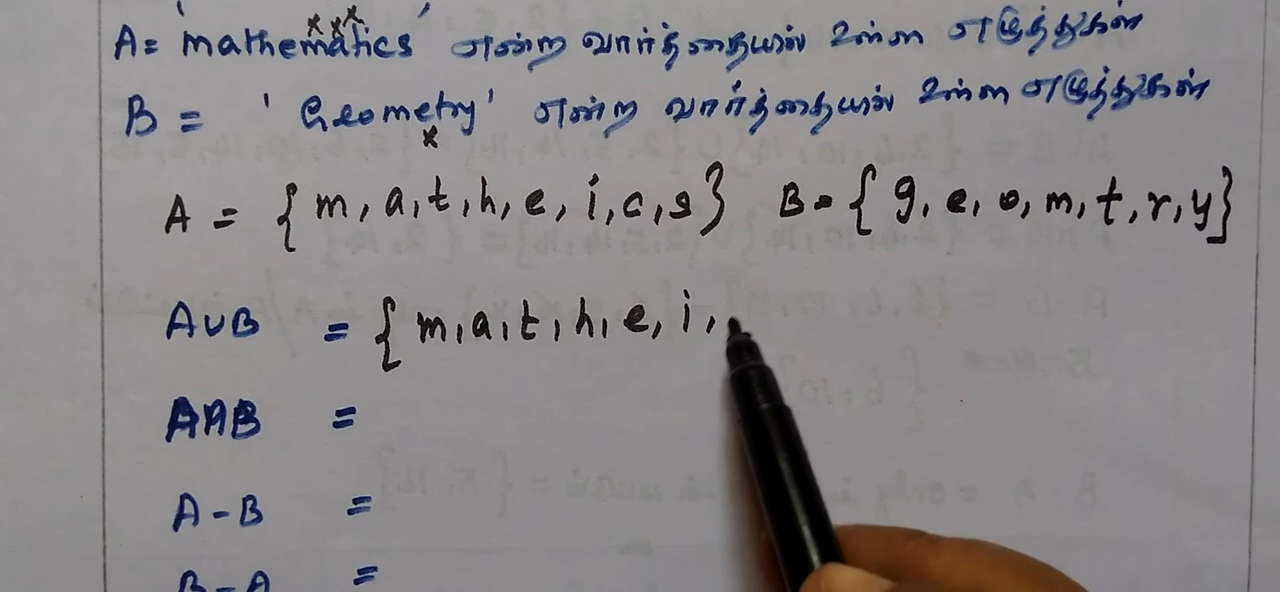 A = 'mathematics' என்ற வார்த்தையில் உள்ள எழுத்துகள்
B = 'Geometry' என்ற வார்த்தையில் உள்ள எழுத்துகள்
A = { m, a, t, h, e, i, c, s } B = { g, e, o, m, t, r, y }
A∪B = { m, a, t, h, e, i,
A∩B =
A - B =
B - A =